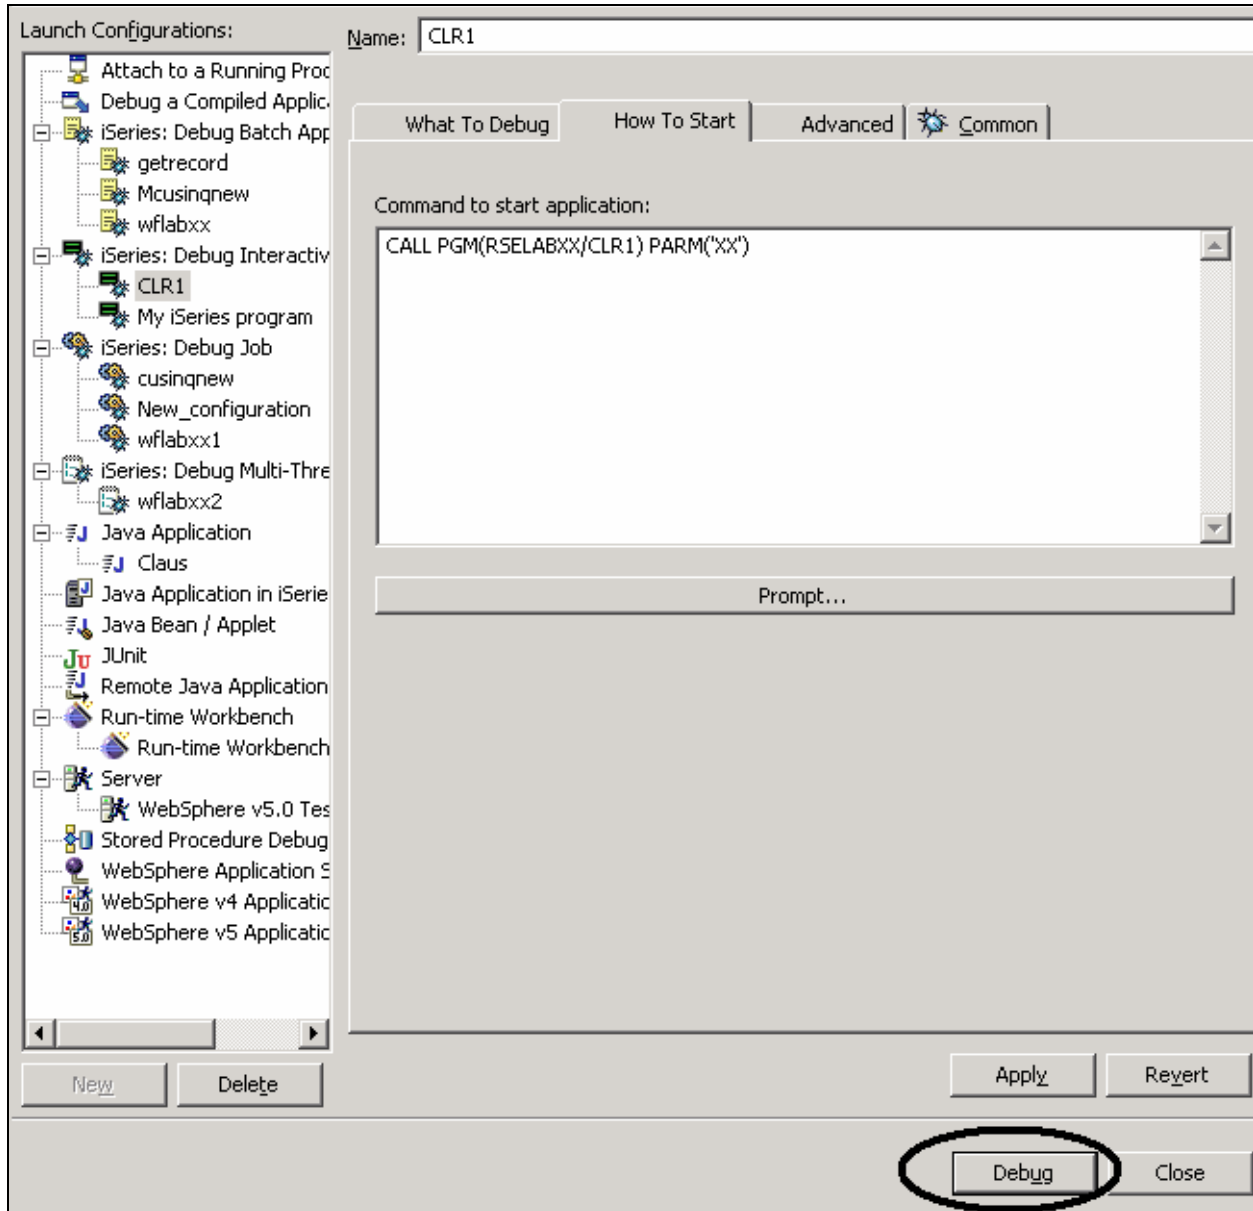 Launch Configurations:
Name: CLR1
Attach to a Running Proc
Debug a Compiled Applic
iSeries: Debug Batch App
getrecord
Mcusinqnew
wflabxx
iSeries: Debug Interactiv
CLR1
My iSeries program
iSeries: Debug Job
cusinqnew
New_configuration
wflabxx1
iSeries: Debug Multi-Thre
wflabxx2
Java Application
Claus
Java Application in iSerie
Java Bean / Applet
JUnit
Remote Java Application
Run-time Workbench
Run-time Workbench
Server
WebSphere v5.0 Tes
Stored Procedure Debug
WebSphere Application S
WebSphere v4 Applicatic
WebSphere v5 Applicatic
New Delete
What To Debug How To Start Advanced Common
Command to start application:
CALL PGM(RSELABXX/CLR1) PARM('XX')
Prompt...
Apply Revert
Debug Close